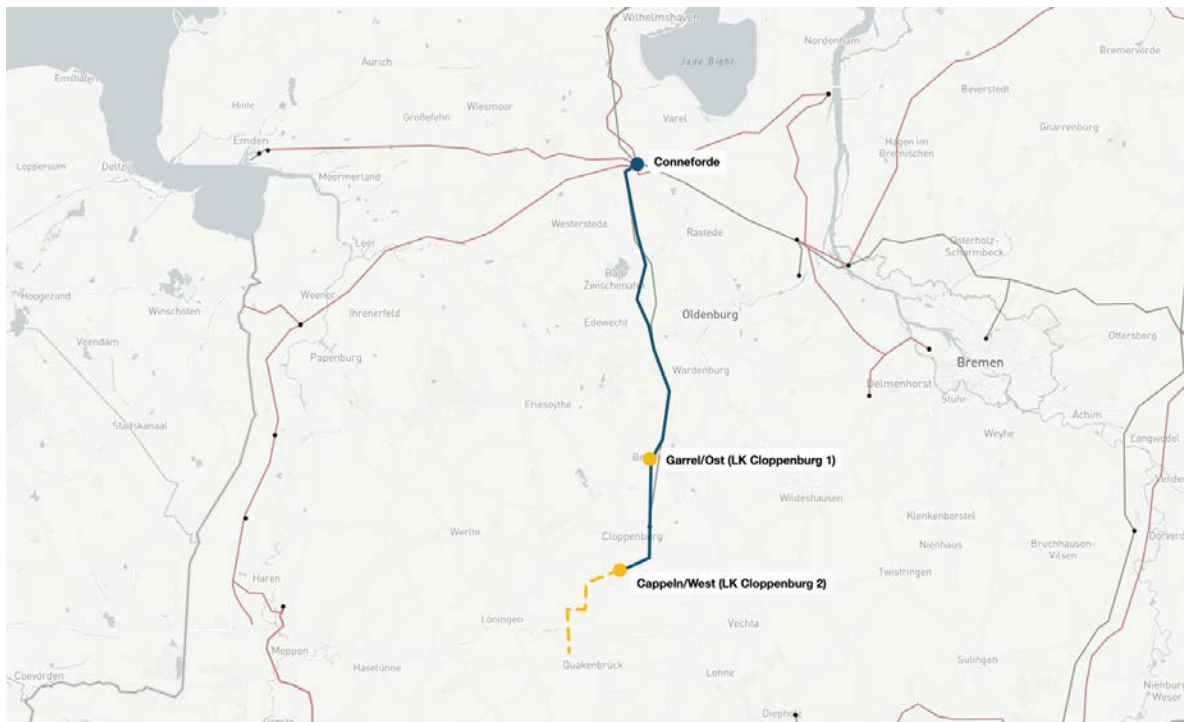 Wilhelmshaven
Nordenham
Bremervörde
Emshafen
Aurich
Jade Bight
Beverstedt
Hinte
Wiesmoor
Großefehn
Varel
Gnarrenburg
Emden
Hagen im
Bremischen
Loppersum
Delfzijl
Conneforde
Moormerland
Westerstede
Rastede
Osterholz-
Scharmbeck
Leer
Bad
Zwischenahn
Hoogezand
Weener
Winschoten
Ihrenerfeld
Edewecht
Oldenburg
Ottersberg
Veendam
Papenburg
Bremen
Wardenburg
Delmenhorst
Stuhr
Achim
Friesoythe
Stadskanaal
Weyhe
Langwedel
Garrel/Ost (LK Cloppenburg 1)
Verden
Wildeshausen
Klenkenborstel
Werlte
Cloppenburg
Nienhaus
Bruchhausen-
Vilsen
Dörverden
Twistringen
Haren
Cappeln/West (LK Cloppenburg 2)
Löningen
Vechta
Meppen
Haselünne
Quakenbrück
Lohne
Sulingen
Coevorden
Nienburg
Weser
Diepholz
Geeste